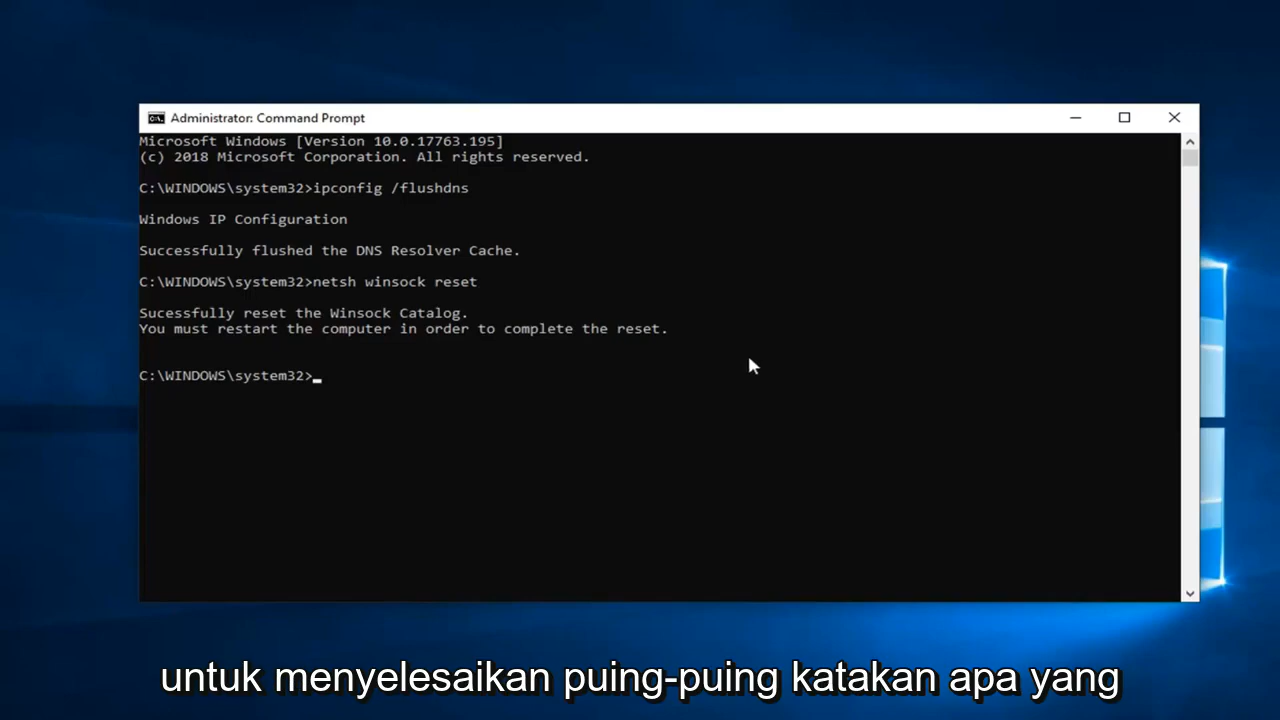 Administrator: Command Prompt
Microsoft Windows [Version 10.0.17763.195]
(c) 2018 Microsoft Corporation. All rights reserved.
C:\WINDOWS\system32>ipconfig /flushdns
Windows IP Configuration
Successfully flushed the DNS Resolver Cache.
C:\WINDOWS\system32>netsh winsock reset
Sucessfully reset the Winsock Catalog.
You must restart the computer in order to complete the reset.
C:\WINDOWS\system32>
untuk menyelesaikan puing-puing katakan apa yang